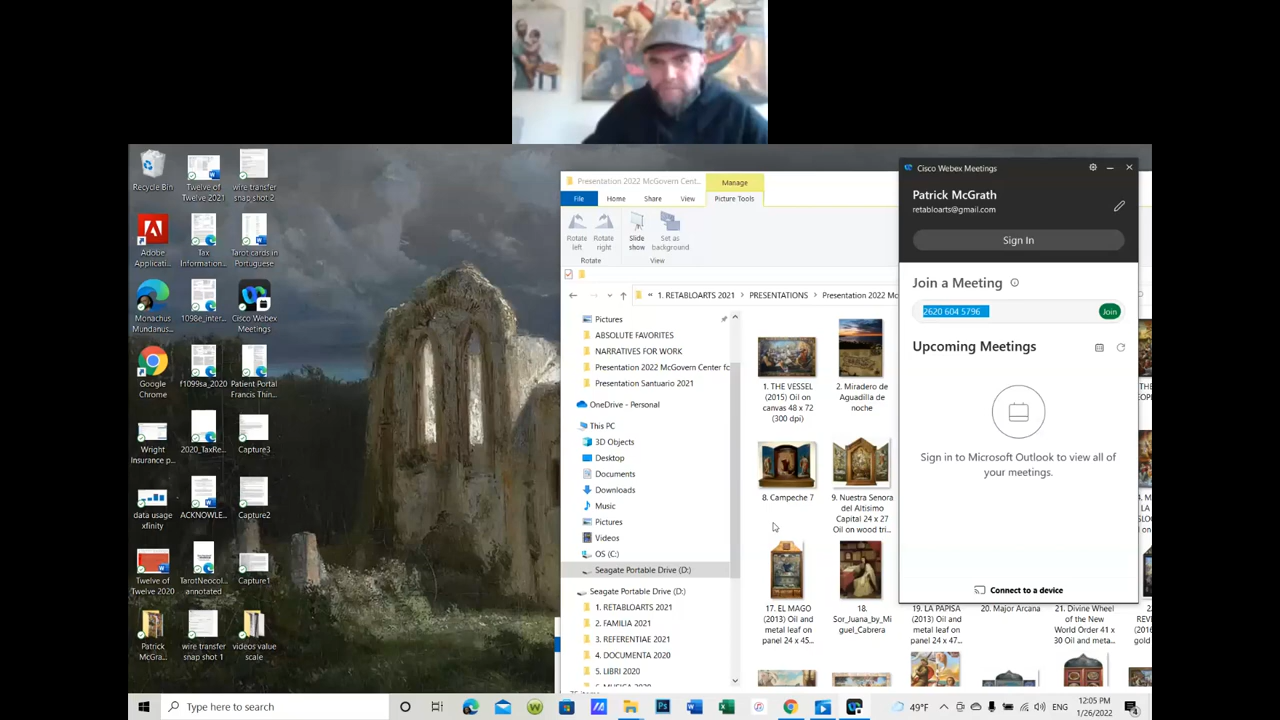 Recycle Bin
Twelve of
Twelve 2021
wire transfer
snap shot 2
Adobe
Applicati...
Tax
Information...
Tarot cards in
Portuguese
Monachus
Mundanus...
1098e_inter...
Cisco Webex
Meetings
Google
Chrome
f1099sa_2020
Patient Portal
Francis Thin...
Wright
Insurance p...
2020_TaxRe...
Capture3
data usage
xfinity
ACKNOWLE...
Capture2
Twelve of
Twelve 2020
TarotNeocol...
annotated
Capture1
Patrick
McGra...
wire transfer
snap shot 1
videos value
scale
Presentation 2022 McGovern Cent...
Manage
File
Home
Share
View
Picture Tools
Rotate
left
Rotate
right
Slide
show
Set as
background
Rotate
View
1. RETABLOARTS 2021
PRESENTATIONS
Presentation 2022 Mc
Pictures
ABSOLUTE FAVORITES
NARRATIVES FOR WORK
Presentation 2022 McGovern Center fc
Presentation Santuario 2021
OneDrive - Personal
This PC
3D Objects
Desktop
Documents
Downloads
Music
Pictures
Videos
OS (C:)
Seagate Portable Drive (D:)
Seagate Portable Drive (D:)
1. RETABLOARTS 2021
2. FAMILIA 2021
3. REFERENTIAE 2021
4. DOCUMENTA 2020
5. LIBRI 2020
1. THE VESSEL
(2015) Oil on
canvas 48 x 72
(300 dpi)
2. Miradero de
Aguadilla de
noche
8. Campeche 7
9. Nuestra Senora
del Altisimo
Capital 24 x 27
Oil on wood tri...
17. EL MAGO
(2013) Oil and
metal leaf on
panel 24 x 45...
18.
Sor_Juana_by_Mi
guel_Cabrera
19. LA PAPISA
(2013) Oil and
metal leaf on
panel 24 x 47...
20. Major Arcana
21. Divine Wheel
of the New
World Order 41 x
30 Oil and meta...
Cisco Webex Meetings
Patrick McGrath
retabloarts@gmail.com
Sign In
Join a Meeting
2620 604 5796
Join
Upcoming Meetings
Sign in to Microsoft Outlook to view all of
your meetings.
Connect to a device
Type here to search
49°F
ENG
12:05 PM
1/26/2022
4